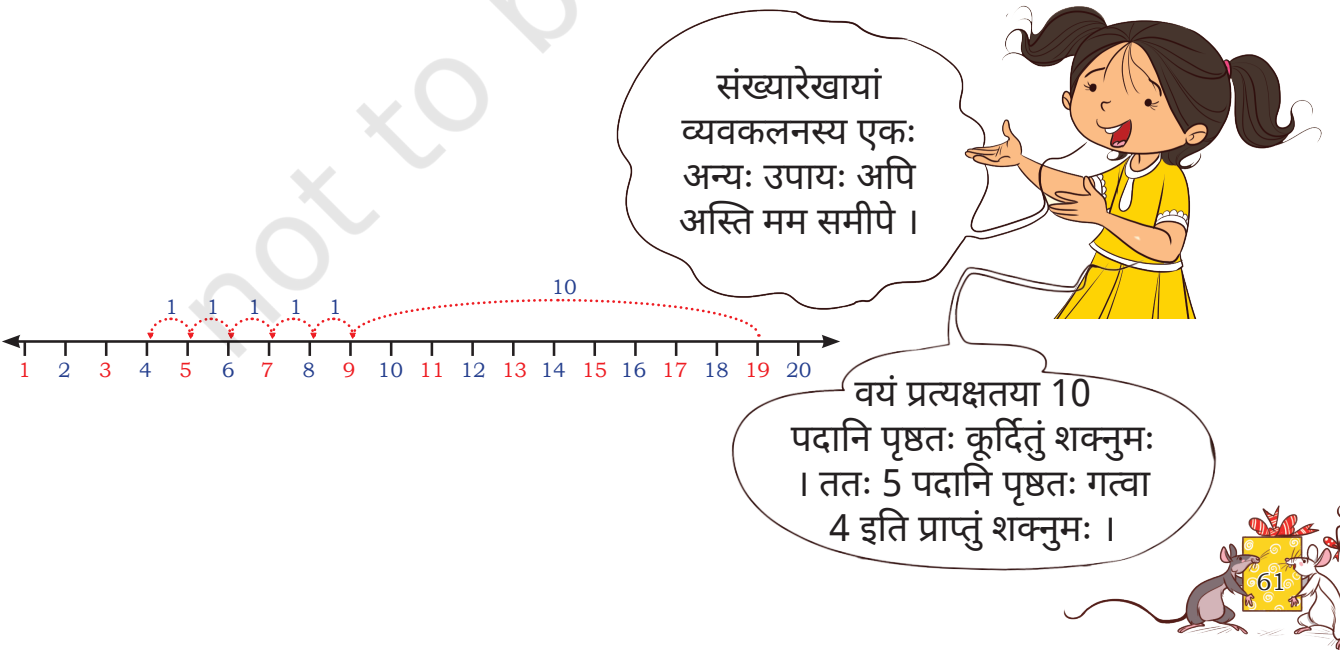 not to b
संख्यारेखायां
व्यवकलनस्य एकः
अन्यः उपायः अपि
अस्ति मम समीपे ।
10
1 1 1 1 1
1 2 3 4 5 6 7 8 9 10 11 12 13 14 15 16 17 18 19 20
वयं प्रत्यक्षतया 10
पदानि पृष्ठतः कूर्दितुं शक्नुमः
। ततः 5 पदानि पृष्ठतः गत्वा
4 इति प्राप्तुं शक्नुमः ।
61